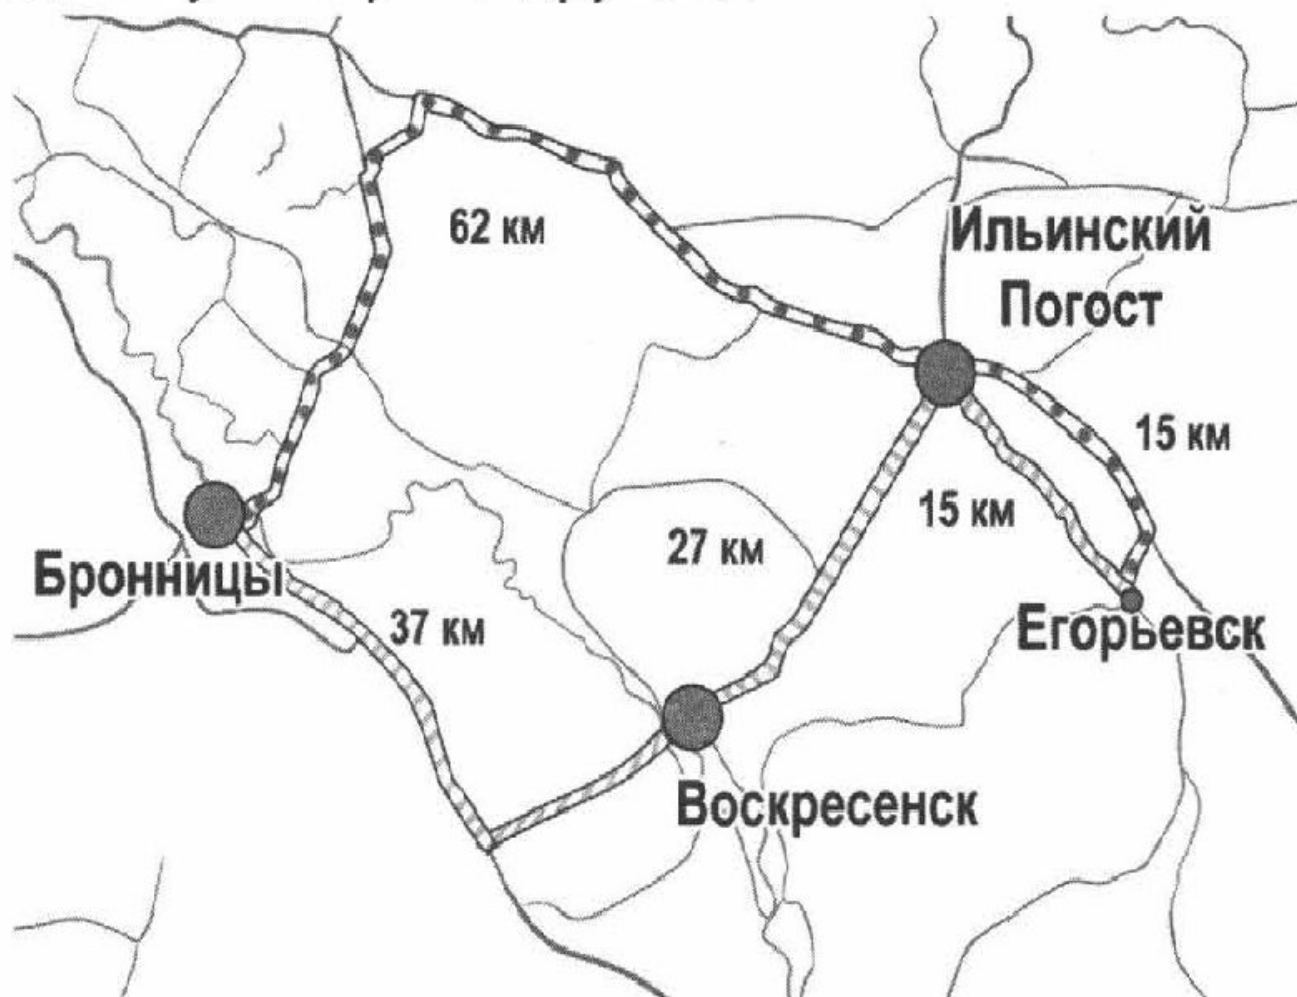 62 км
Ильинский
Погост
15 км
15 км
27 км
Бронницы
37 км
Егорьевск
Воскресенск